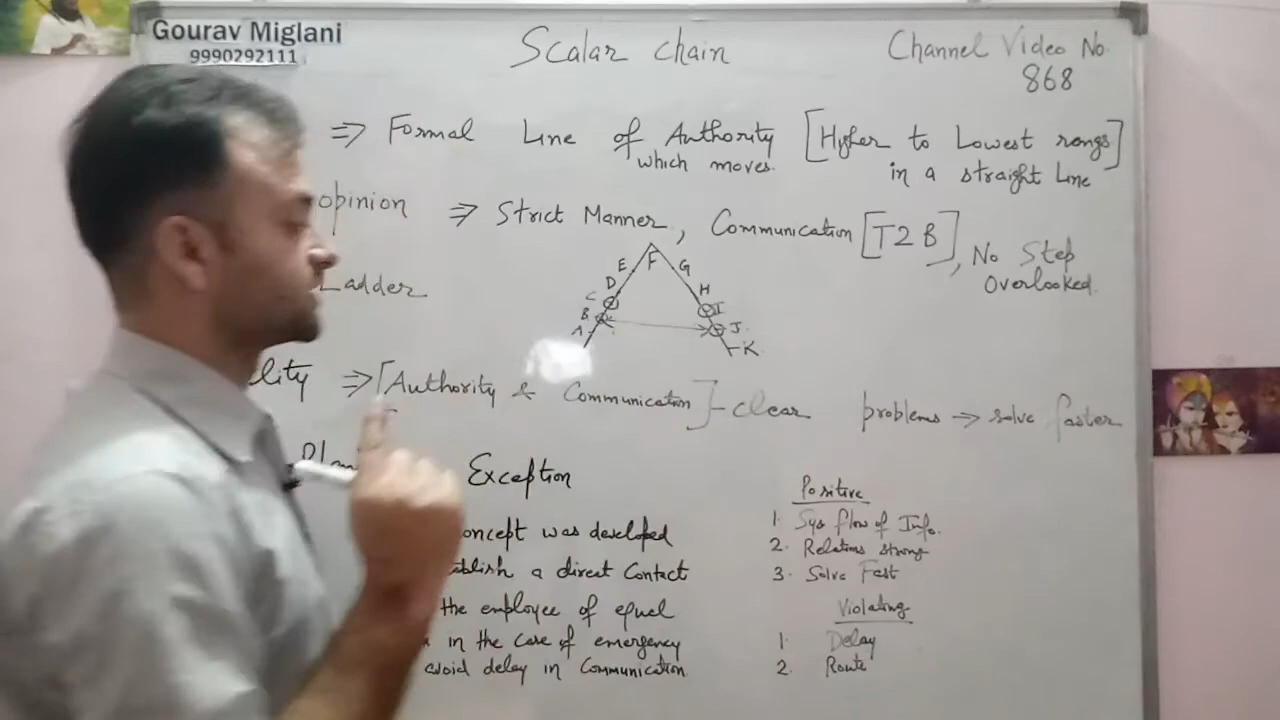 Gourav Miglani
9990292111
Scalar chain
Channel Video No.
868
⇒ Formal Line of Authority [Higher to Lowest rongs]
which moves. in a straight Line
opinion ⇒ Strict Manner, Communication [T2B], No Step
Overlooked.
Ladder
F
E G
D H
C I
B J
A K
lity ⇒ [Authority & Communication] - clear problems → solve faster
Exception
Positive
oncept was developed
1. Sys flow of Info.
2. Relations strong
blish a direct Contact
3. Solve Fast
the employee of equal
Violating
in the case of emergency
1. Delay
avoid delay in Communication
2. Route